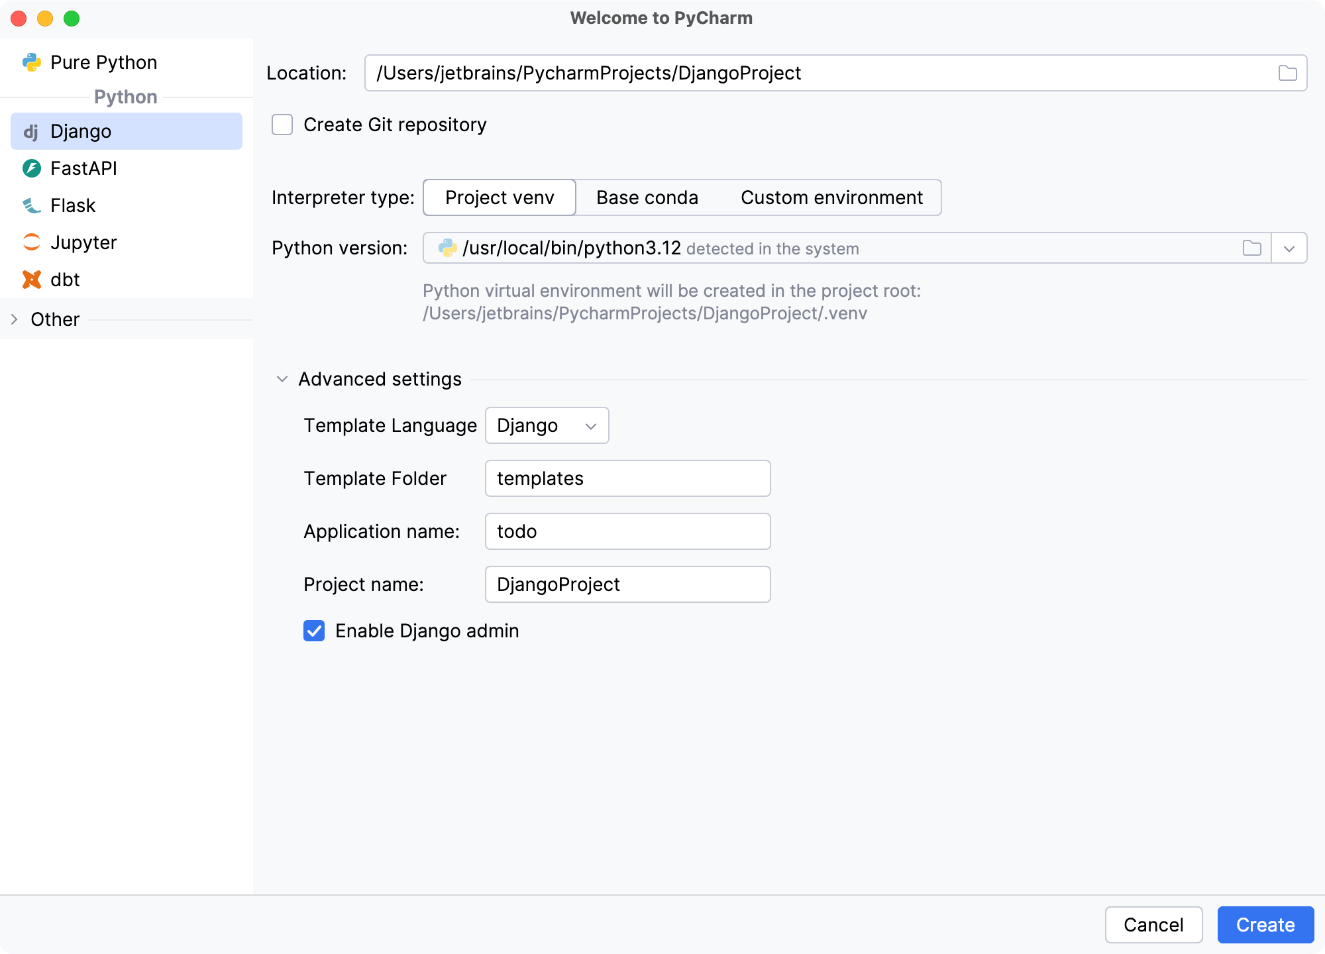 Welcome to PyCharm
Pure Python
Python
dj Django
FastAPI
Flask
Jupyter
dbt
Other
Location: /Users/jetbrains/PycharmProjects/DjangoProject
Create Git repository
Interpreter type: Project venv Base conda Custom environment
Python version: /usr/local/bin/python3.12 detected in the system
Python virtual environment will be created in the project root:
/Users/jetbrains/PycharmProjects/DjangoProject/.venv
Advanced settings
Template Language Django
Template Folder templates
Application name: todo
Project name: DjangoProject
Enable Django admin
Cancel Create